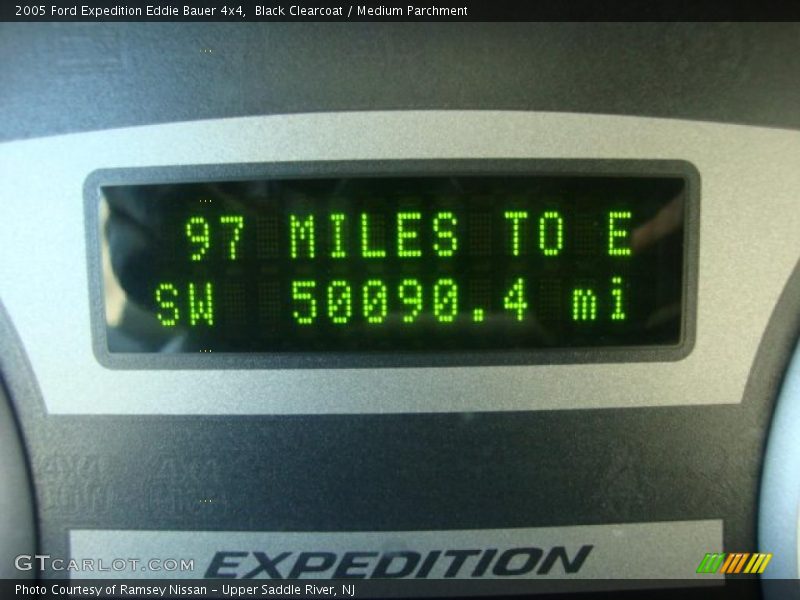 2005 Ford Expedition Eddie Bauer 4x4, Black Clearcoat / Medium Parchment
97 MILES TO E
SW 50090.4 mi
EXPEDITION
GTCARLOT.COM
Photo Courtesy of Ramsey Nissan - Upper Saddle River, NJ